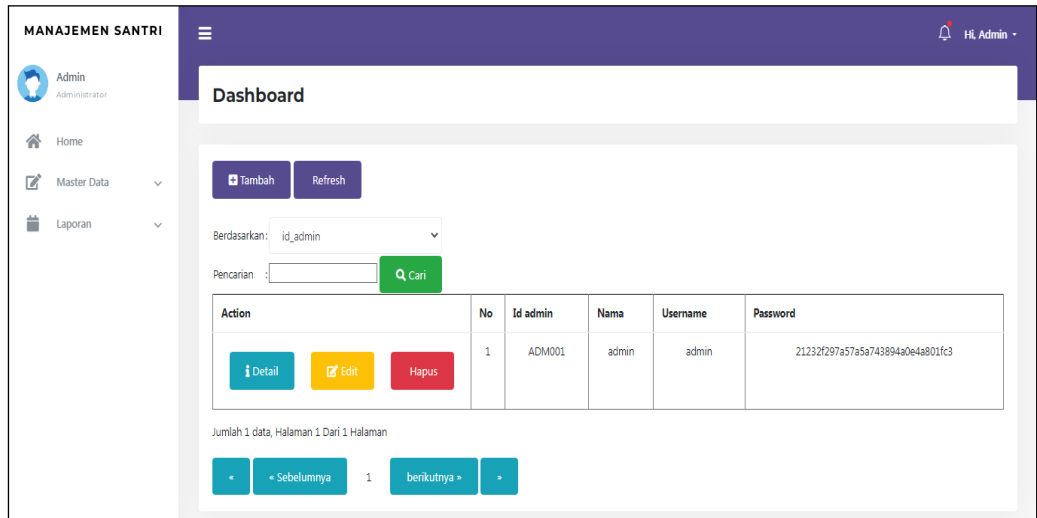 MANAJEMEN SANTRI
Hi, Admin
Admin
Administrator
Dashboard
Home
Master Data
Laporan
Tambah
Refresh
Berdasarkan: id_admin
Pencarian : Cari
Action No Id admin Nama Username Password
Detail Edit Hapus 1 ADM001 admin admin 21232f297a57a5a743894a0e4a801fc3
Jumlah 1 data, Halaman 1 Dari 1 Halaman
« « Sebelumnya 1 berikutnya » »